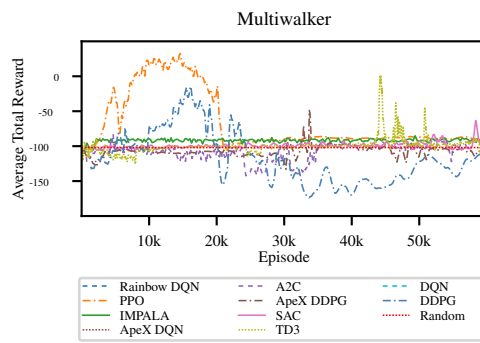 Multiwalker
Average Total Reward
0
-50
-100
-150
10k 20k 30k 40k 50k
Episode
Rainbow DQN A2C DQN
PPO ApeX DDPG DDPG
IMPALA SAC Random
ApeX DQN TD3